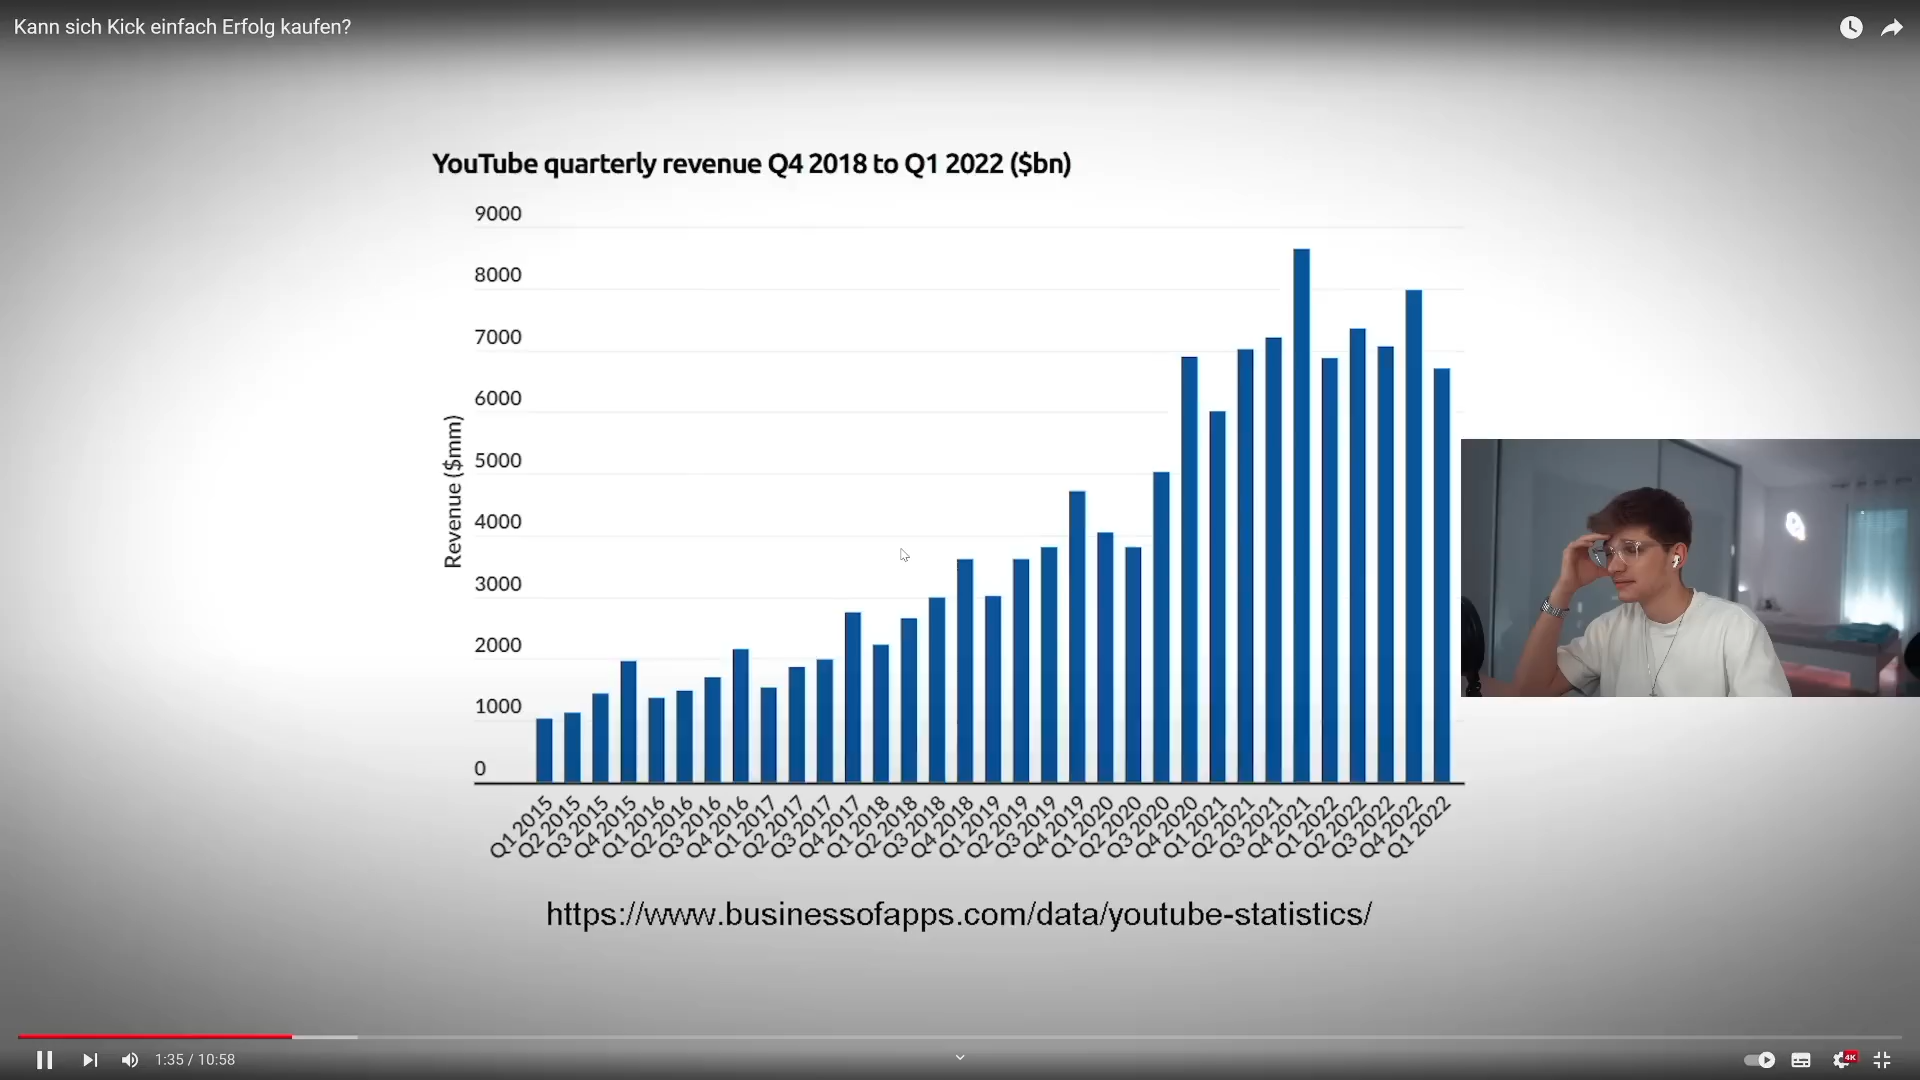 Kann sich Kick einfach Erfolg kaufen?
YouTube quarterly revenue Q4 2018 to Q1 2022 ($bn)
9000
8000
7000
6000
5000
4000
3000
2000
1000
0
Revenue ($mm)
Q1 2015
Q2 2015
Q3 2015
Q4 2015
Q1 2016
Q2 2016
Q3 2016
Q4 2016
Q1 2017
Q2 2017
Q3 2017
Q4 2017
Q1 2018
Q2 2018
Q3 2018
Q4 2018
Q1 2019
Q2 2019
Q3 2019
Q4 2019
Q1 2020
Q2 2020
Q3 2020
Q4 2020
Q1 2021
Q2 2021
Q3 2021
Q4 2021
Q1 2022
Q2 2022
Q3 2022
Q4 2022
Q1 2022
https://www.businessofapps.com/data/youtube-statistics/
1:35 / 10:58
4K